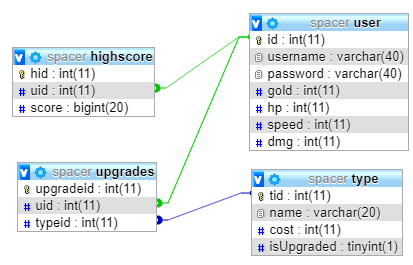 spacer highscore
hid : int(11)
uid : int(11)
score : bigint(20)
spacer user
id : int(11)
username : varchar(40)
password : varchar(40)
gold : int(11)
hp : int(11)
speed : int(11)
dmg : int(11)
spacer upgrades
upgradeid : int(11)
uid : int(11)
typeid : int(11)
spacer type
tid : int(11)
name : varchar(20)
cost : int(11)
isUpgraded : tinyint(1)